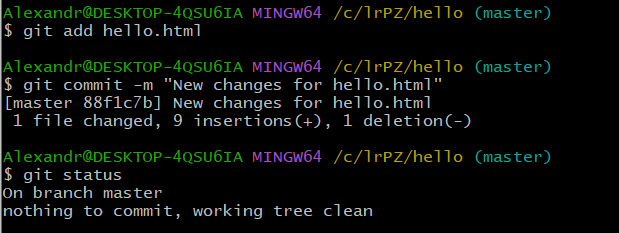 Alexandr@DESKTOP-4QSU6IA MINGW64 /c/lrPZ/hello (master)
$ git add hello.html
Alexandr@DESKTOP-4QSU6IA MINGW64 /c/lrPZ/hello (master)
$ git commit -m "New changes for hello.html"
[master 88f1c7b] New changes for hello.html
 1 file changed, 9 insertions(+), 1 deletion(-)
Alexandr@DESKTOP-4QSU6IA MINGW64 /c/lrPZ/hello (master)
$ git status
On branch master
nothing to commit, working tree clean